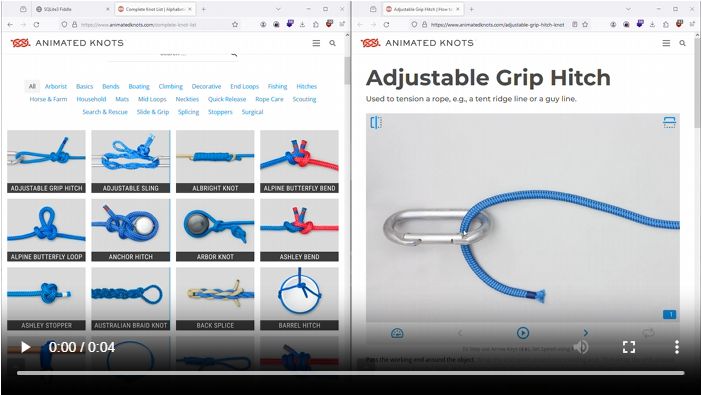 SQLite3 Fiddle
Complete Knot List | Alphabet
https://www.animatedknots.com/complete-knot-list
ANIMATED KNOTS
All Arborist Basics Bends Boating Climbing Decorative End Loops Fishing Hitches
Horse & Farm Household Mats Mid Loops Neckties Quick Release Rope Care Scouting
Search & Rescue Slide & Grip Splicing Stoppers Surgical
ADJUSTABLE GRIP HITCH
ADJUSTABLE SLING
ALBRIGHT KNOT
ALPINE BUTTERFLY BEND
ALPINE BUTTERFLY LOOP
ANCHOR HITCH
ARBOR KNOT
ASHLEY BEND
ASHLEY STOPPER
AUSTRALIAN BRAID KNOT
BACK SPLICE
BARREL HITCH
Adjustable Grip Hitch | How to
https://www.animatedknots.com/adjustable-grip-hitch-knot
ANIMATED KNOTS
Adjustable Grip Hitch
Used to tension a rope, e.g., a tent ridge line or a guy line.
1
Pass the working end around the object
0:00 / 0:04